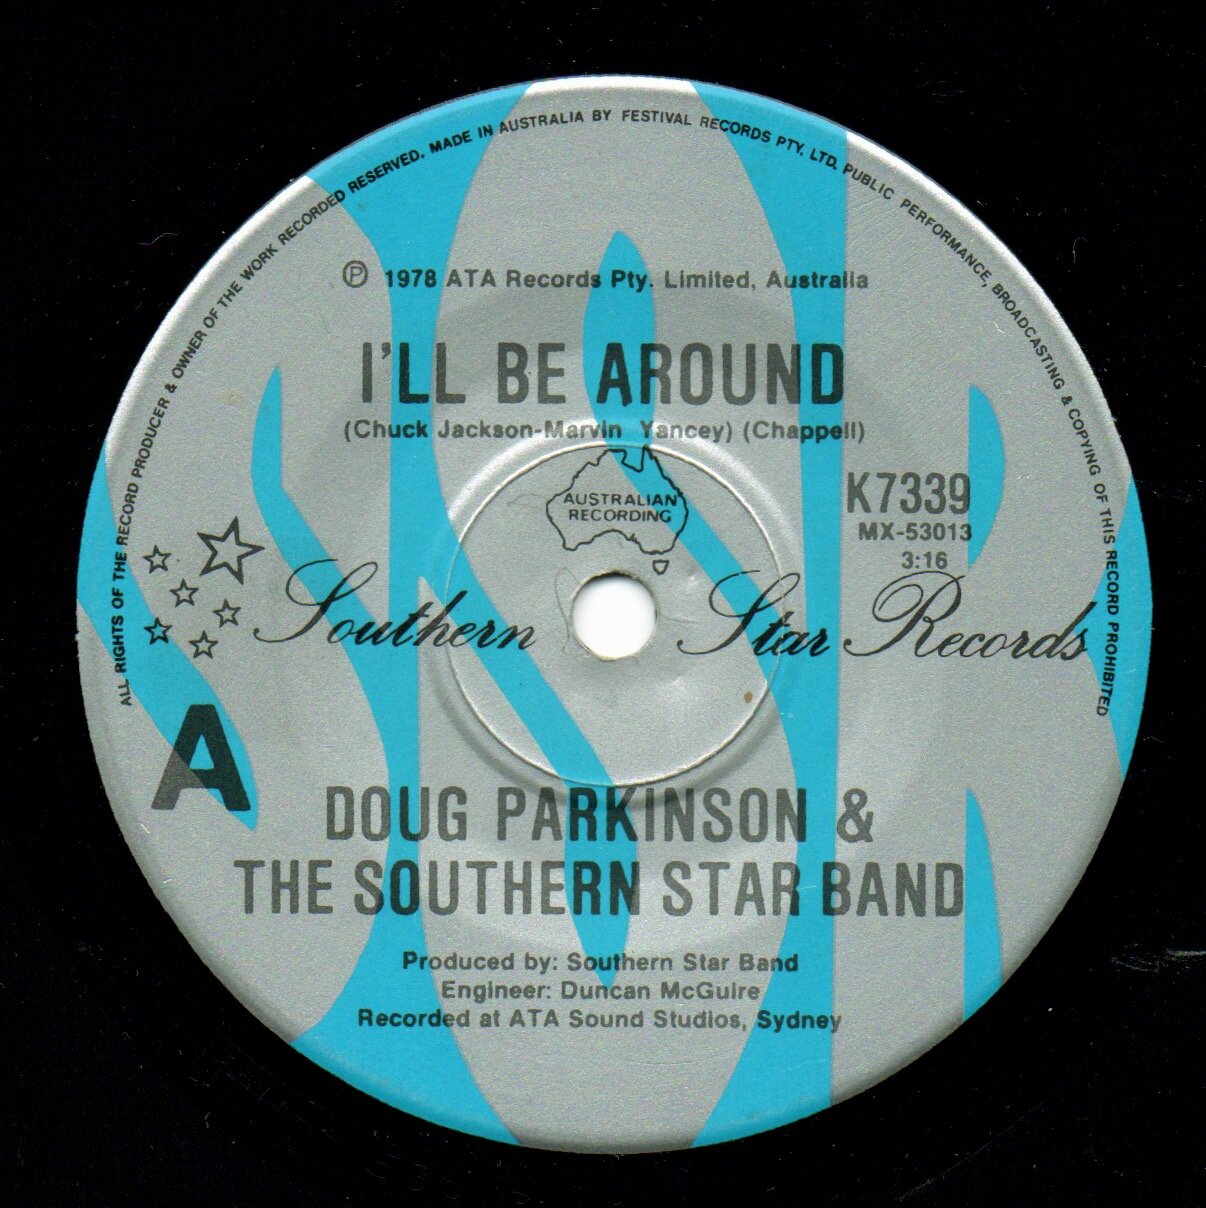 ALL RIGHTS OF THE RECORD PRODUCER & OWNER OF THE WORK RECORDED RESERVED. MADE IN AUSTRALIA BY FESTIVAL RECORDS PTY. LTD. PUBLIC PERFORMANCE, BROADCASTING & COPYING OF THIS RECORD PROHIBITED
℗ 1978 ATA Records Pty. Limited, Australia
I'LL BE AROUND
(Chuck Jackson-Marvin Yancey) (Chappell)
AUSTRALIAN
RECORDING
K7339
MX-53013
3:16
Southern Star Records
A
DOUG PARKINSON &
THE SOUTHERN STAR BAND
Produced by: Southern Star Band
Engineer: Duncan McGuire
Recorded at ATA Sound Studios, Sydney